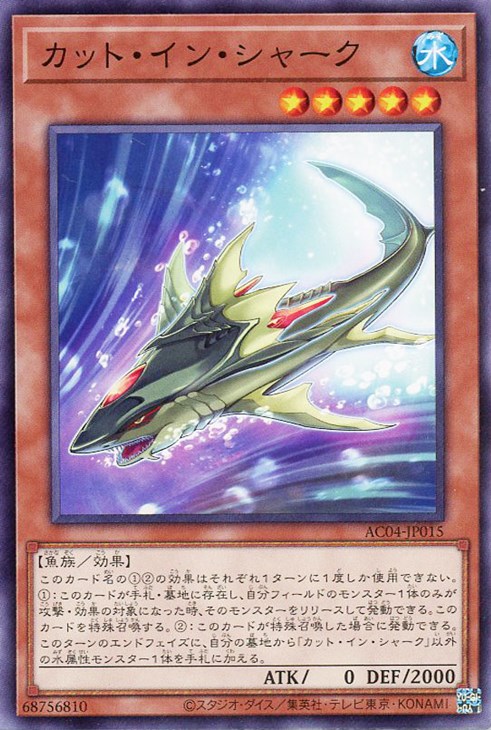 カット・イン・シャーク
水
AC04-JP015
【魚族/効果】
このカード名の①②の効果はそれぞれ1ターンに1度しか使用できない。
①:このカードが手札・墓地に存在し、自分フィールドのモンスター1体のみが
攻撃・効果の対象になった時、そのモンスターをリリースして発動できる。この
カードを特殊召喚する。②:このカードが特殊召喚した場合に発動できる。
このターンのエンドフェイズに、自分の墓地から「カット・イン・シャーク」以外
の水属性モンスター1体を手札に加える。
ATK/ 0 DEF/2000
68756810 ©スタジオ・ダイス/集英社・テレビ東京・KONAMI